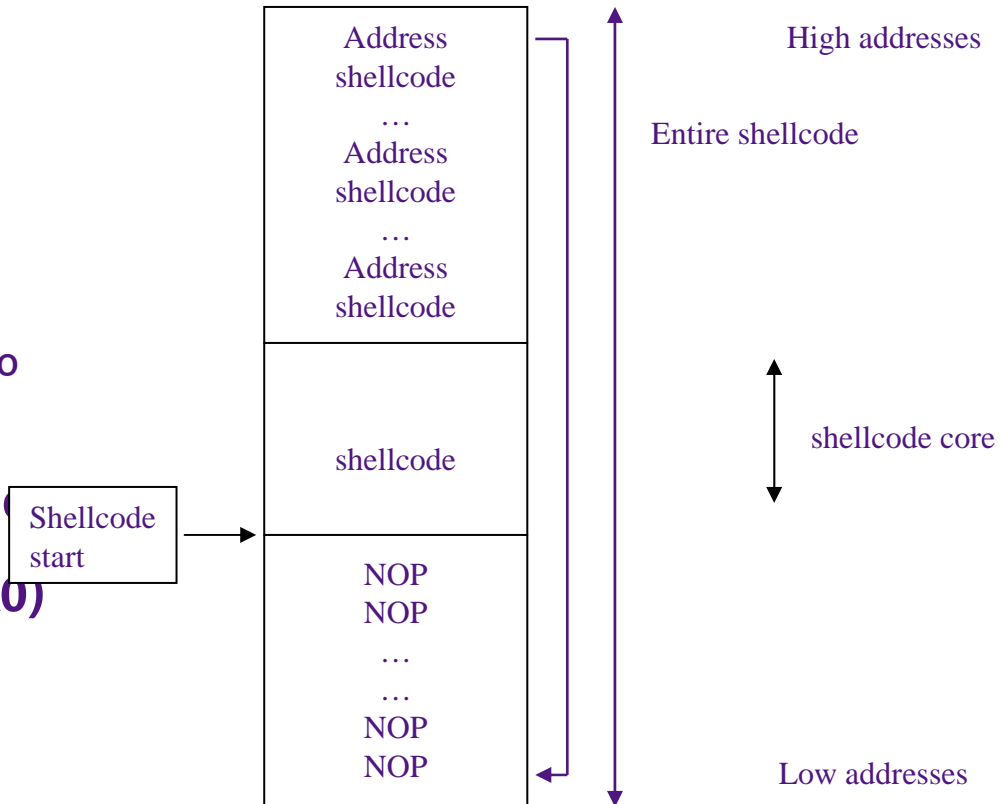 Address
shellcode
…
Address
shellcode
…
Address
shellcode
High addresses
Entire shellcode
o
shellcode
shellcode core
Shellcode
start
0)
NOP
NOP
…
…
NOP
NOP
Low addresses